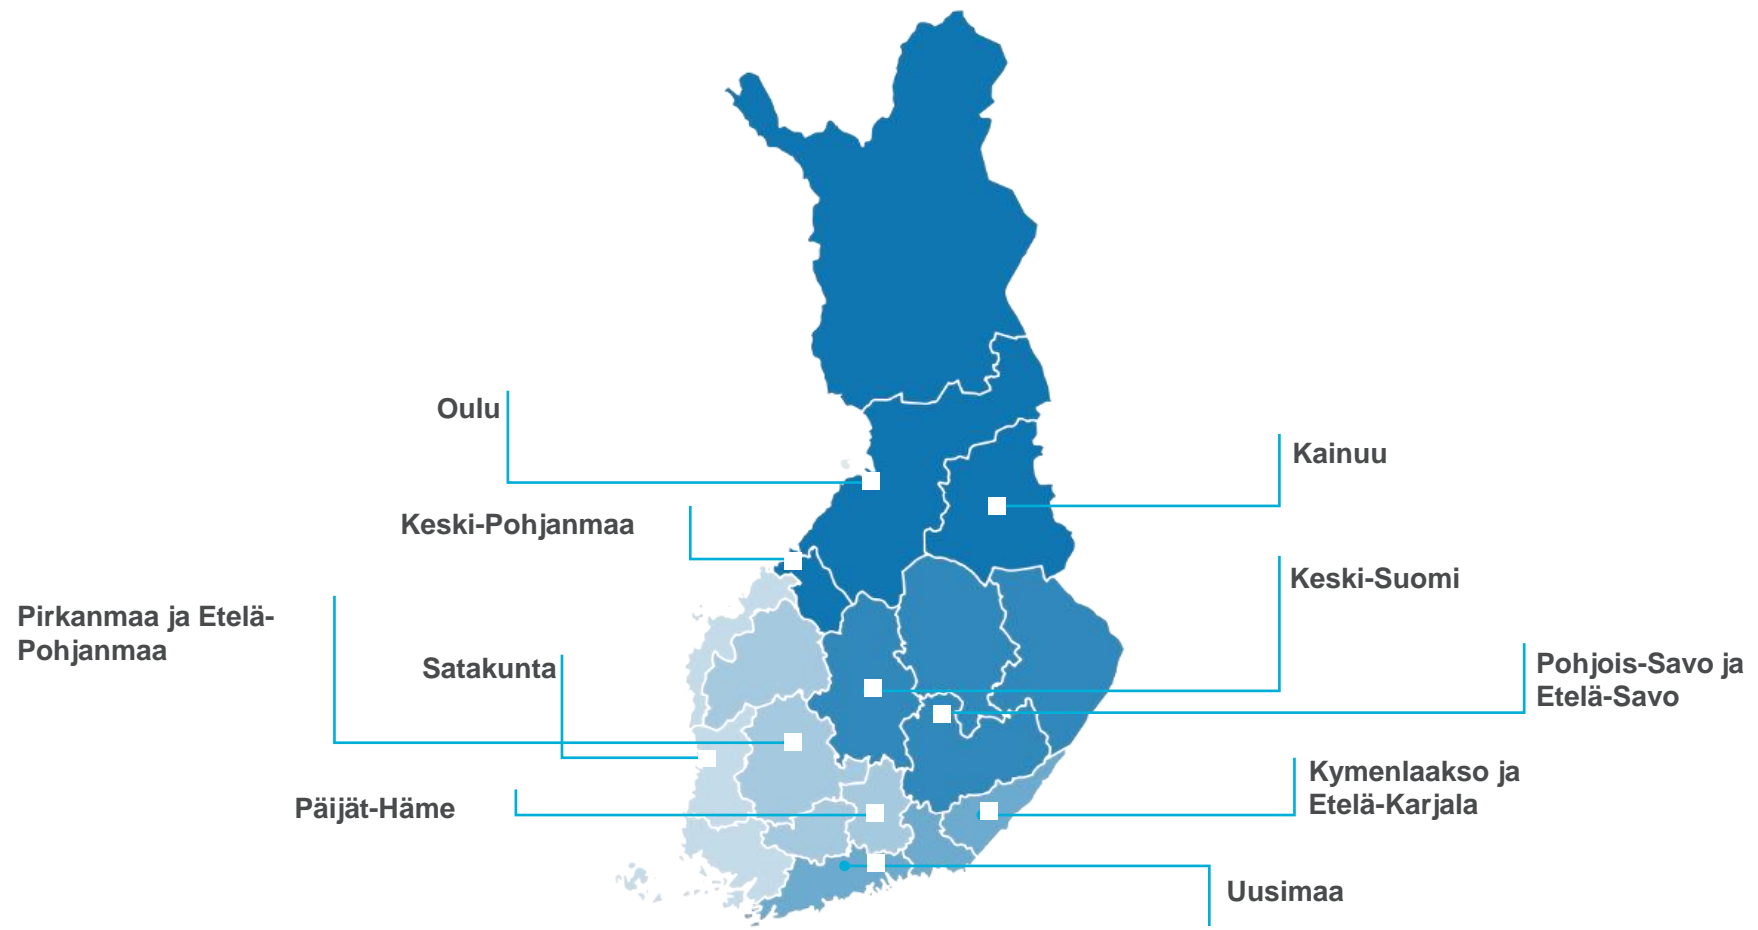 Oulu
Kainuu
Keski-Pohjanmaa
Keski-Suomi
Pirkanmaa ja Etelä-
Pohjanmaa
Satakunta
Pohjois-Savo ja
Etelä-Savo
Päijät-Häme
Kymenlaakso ja
Etelä-Karjala
Uusimaa